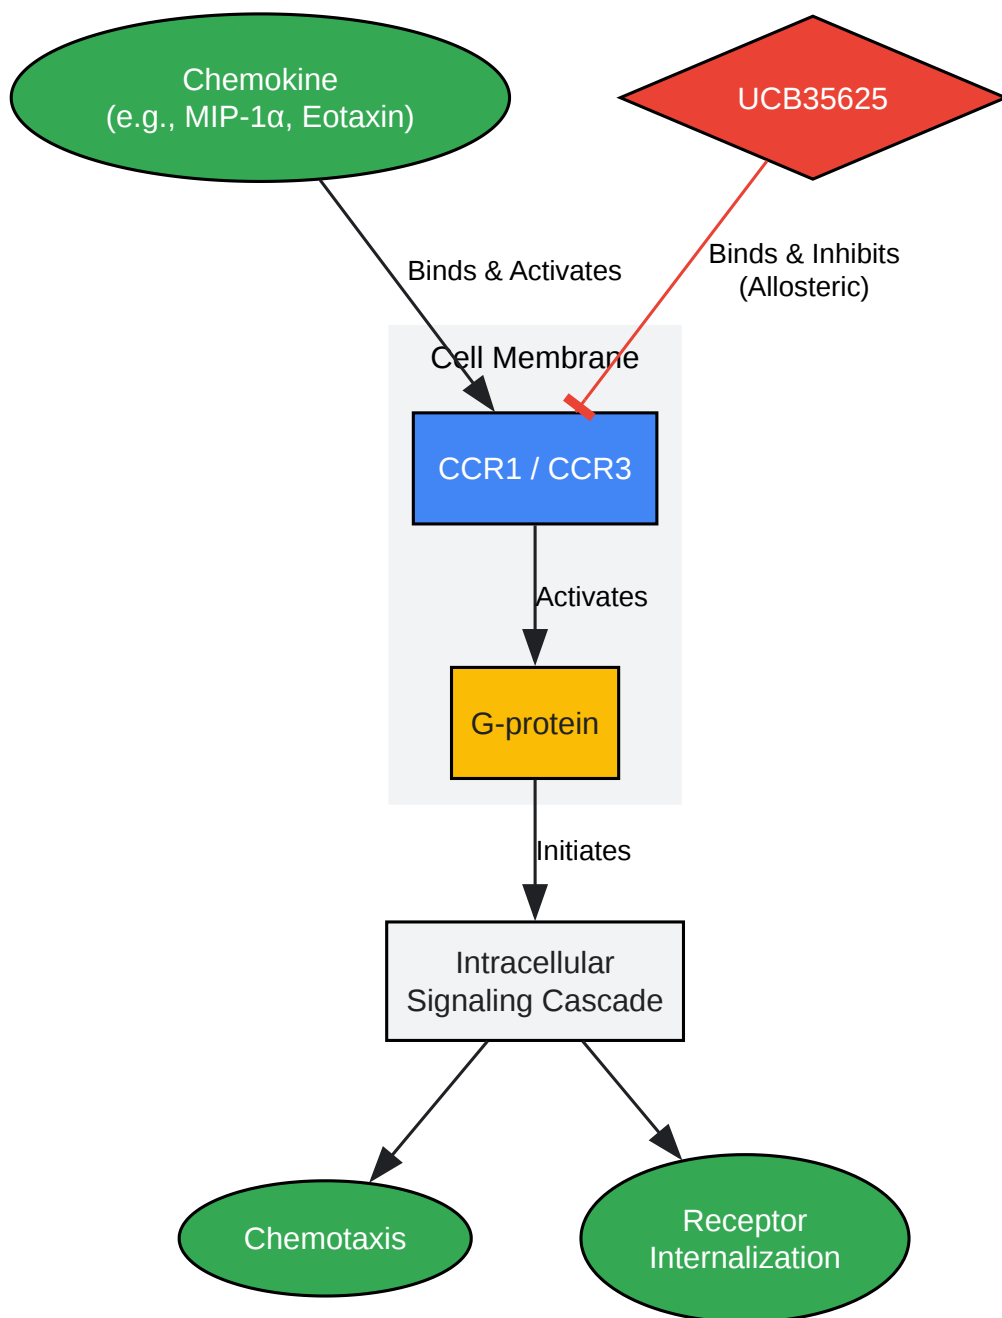 Chemokine
(e.g., MIP-1α, Eotaxin)
UCB35625
Binds & Activates
Binds & Inhibits
(Allosteric)
Cell Membrane
CCR1 / CCR3
Activates
G-protein
Initiates
Intracellular
Signaling Cascade
Chemotaxis
Receptor
Internalization